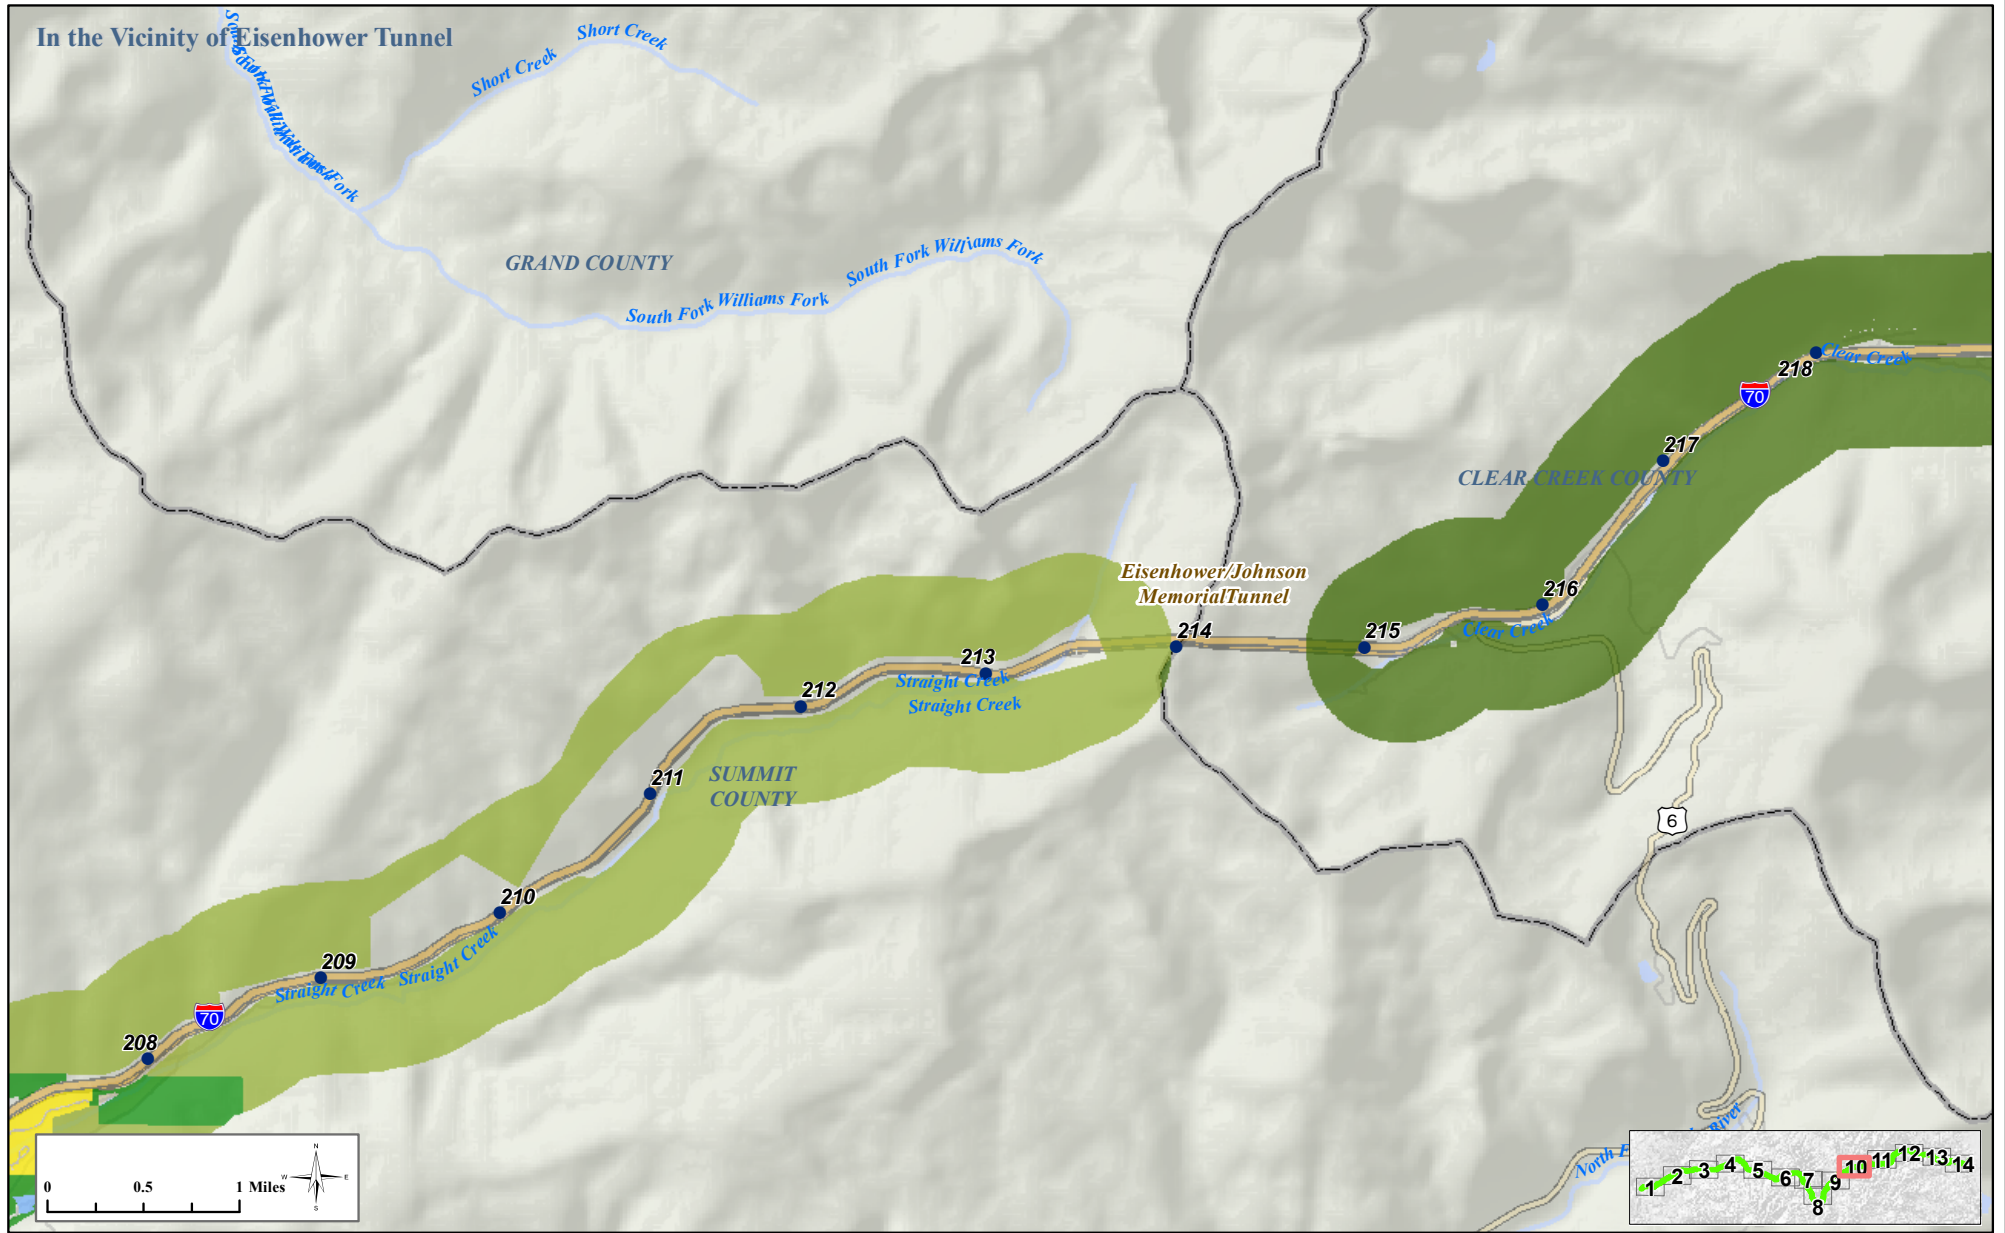 In the Vicinity of Eisenhower Tunnel
Short Creek
Short Creek
Fork
GRAND COUNTY
South Fork Williams Fork
South Fork Williams Fork
218
Clear Creek
70
217
CLEAR CREEK COUNTY
Eisenhower/Johnson
MemorialTunnel
216
Clear Creek
215
214
213
Straight Creek
Straight Creek
212
211
SUMMIT
COUNTY
6
210
Straight Creek
209
Straight Creek
70
208
0 0.5 1 Miles
N
W E
S
North
River
1 2 3 4 5 6 7 8 9 10 11 12 13 14